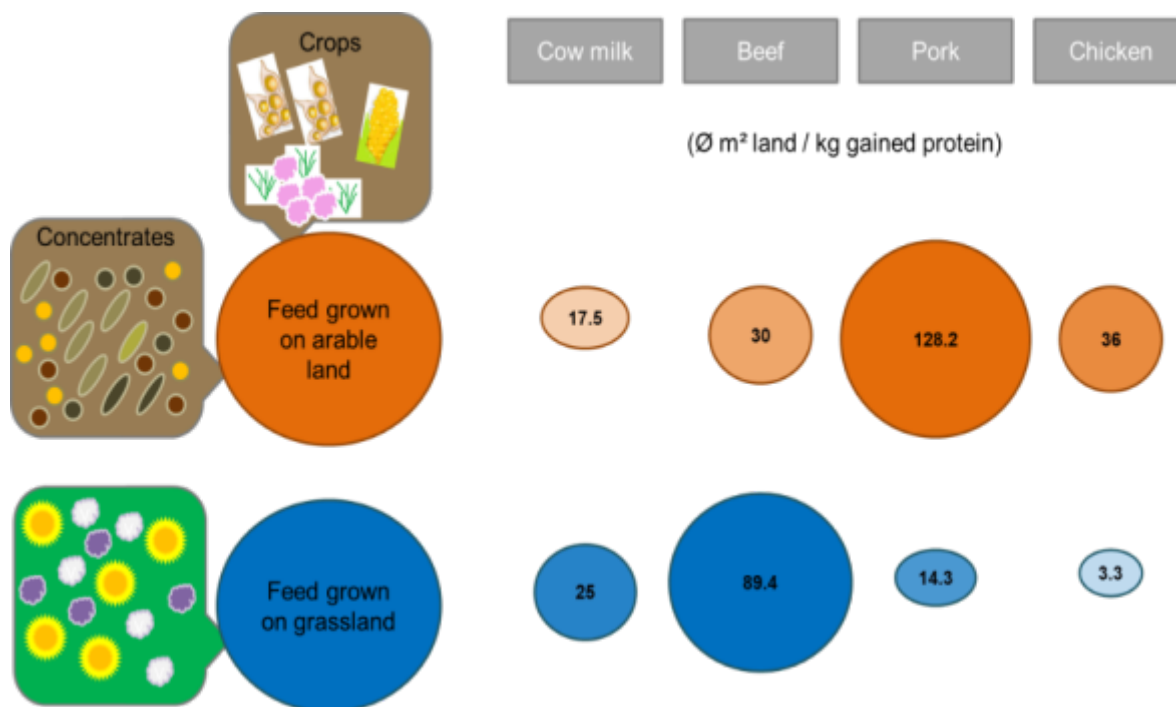 Crops
Cow milk
Beef
Pork
Chicken
(Ø m² land / kg gained protein)
Concentrates
Feed grown
on arable
land
17.5
30
128.2
36
Feed grown
on grassland
25
89.4
14.3
3.3